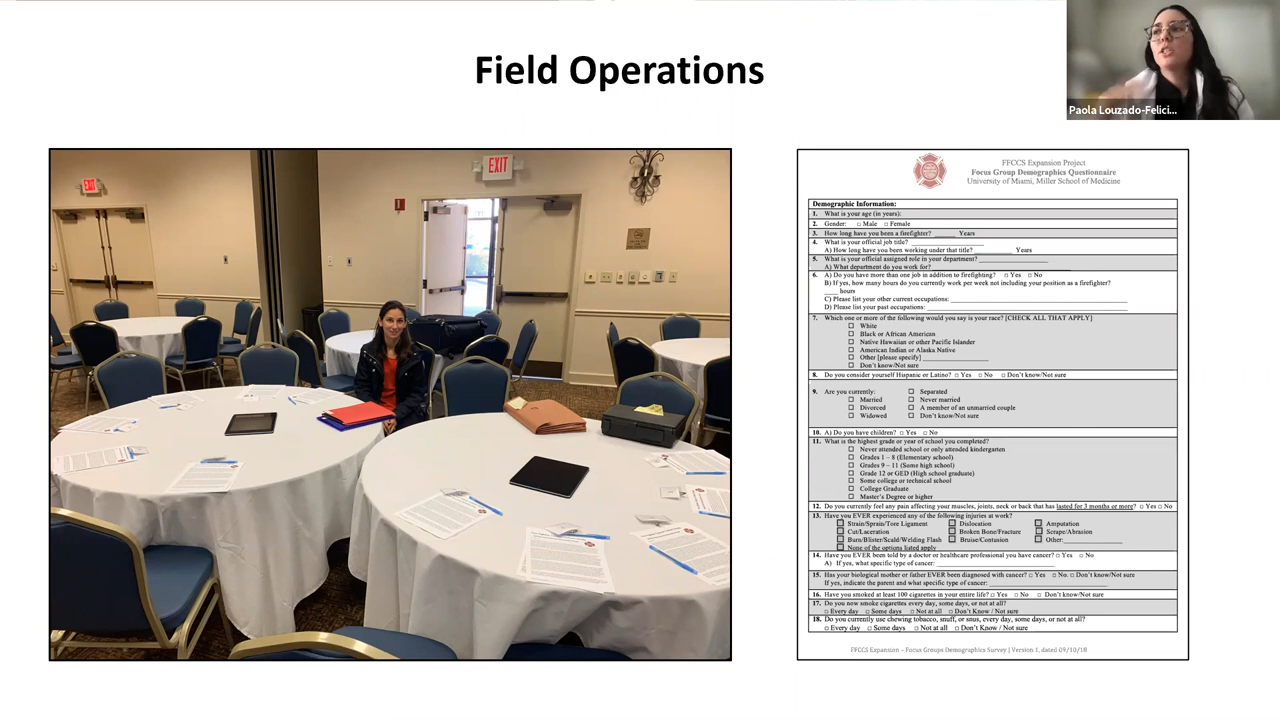 Field Operations
Paola Louzado-Felici...
EXIT
EXIT
FFCCS Expansion Project
Focus Group Demographics Questionnaire
University of Miami, Miller School of Medicine
Demographic Information:
1. What is your age (in years):
2. Gender: □ Male □ Female
3. How long have you been a firefighter? ______ Years
4. What is your official job title? ________________
A) How long have you been working under that title? __________ Years
5. What is your official assigned role in your department? ________________
A) What department do you work for? ________________
6. A) Do you have more than one job in addition to firefighting? □ Yes □ No
B) If yes, how many hours do you currently work per week not including your position as a firefighter?
____ hours
C) Please list your other current occupations: ________________
D) Please list your past occupations: ________________
7. Which one or more of the following would you say is your race? [CHECK ALL THAT APPLY]
□ White
□ Black or African American
□ Native Hawaiian or other Pacific Islander
□ American Indian or Alaska Native
□ Other [please specify] ________________
□ Don't know/Not sure
8. Do you consider yourself Hispanic or Latino? □ Yes □ No □ Don't know/Not sure
9. Are you currently: □ Separated
□ Married □ Never married
□ Divorced □ A member of an unmarried couple
□ Widowed □ Don't know/Not sure
10. A) Do you have children? □ Yes □ No
11. What is the highest grade or year of school you completed?
□ Never attended school or only attended kindergarten
□ Grades 1 – 8 (Elementary school)
□ Grades 9 – 11 (Some high school)
□ Grade 12 or GED (High school graduate)
□ Some college or technical school
□ College Graduate
□ Master's Degree or higher
12. Do you currently feel any pain affecting your muscles, joints, neck or back that has lasted for 3 months or more? □ Yes □ No
13. Have you EVER experienced any of the following injuries at work?
□ Strain/Sprain/Tore Ligament □ Dislocation □ Amputation
□ Cut/Laceration □ Broken Bone/Fracture □ Scrape/Abrasion
□ Burn/Blister/Scald/Welding Flash □ Bruise/Contusion □ Other:________________
□ None of the options listed apply
14. Have you EVER been told by a doctor or healthcare professional you have cancer? □ Yes □ No
A) If yes, what specific type of cancer: ________________
15. Has your biological mother or father EVER been diagnosed with cancer? □ Yes □ No. □ Don't know/Not sure
If yes, indicate the parent and what specific type of cancer: ________________
16. Have you smoked at least 100 cigarettes in your entire life? □ Yes □ No □ Don't know/Not sure
17. Do you now smoke cigarettes every day, some days, or not at all?
□ Every day □ Some days □ Not at all □ Don't Know / Not sure
18. Do you currently use chewing tobacco, snuff, or snus, every day, some days, or not at all?
□ Every day □ Some days □ Not at all □ Don't Know / Not sure
FFCCS Expansion – Focus Groups Demographics Survey | Version 1, dated 09/10/18